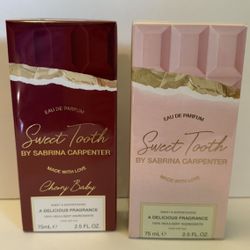 EAU DE PARFUM
Sweet Tooth
BY SABRINA CARPENTER
MADE WITH LOVE
Cherry Baby
A DELICIOUS FRAGRANCE
75ml e 2.5 FL.OZ.
EAU DE PARFUM
Sweet Tooth
BY SABRINA CARPENTER
MADE WITH LOVE
A DELICIOUS FRAGRANCE
75 ml e 2.5 FL.OZ.